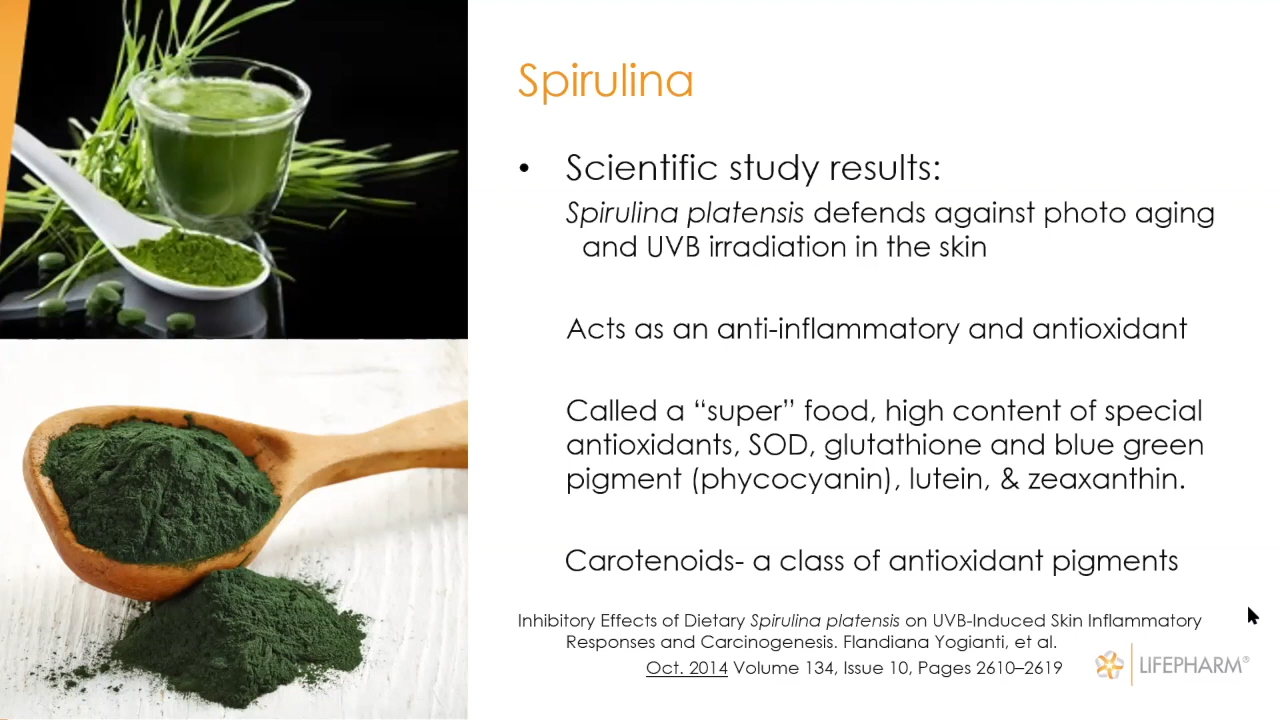 Spirulina
• Scientific study results:
Spirulina platensis defends against photo aging
and UVB irradiation in the skin
Acts as an anti-inflammatory and antioxidant
Called a “super” food, high content of special
antioxidants, SOD, glutathione and blue green
pigment (phycocyanin), lutein, & zeaxanthin.
Carotenoids- a class of antioxidant pigments
Inhibitory Effects of Dietary Spirulina platensis on UVB-Induced Skin Inflammatory
Responses and Carcinogenesis. Flandiana Yogianti, et al.
Oct. 2014 Volume 134, Issue 10, Pages 2610–2619
LIFEPHARM®